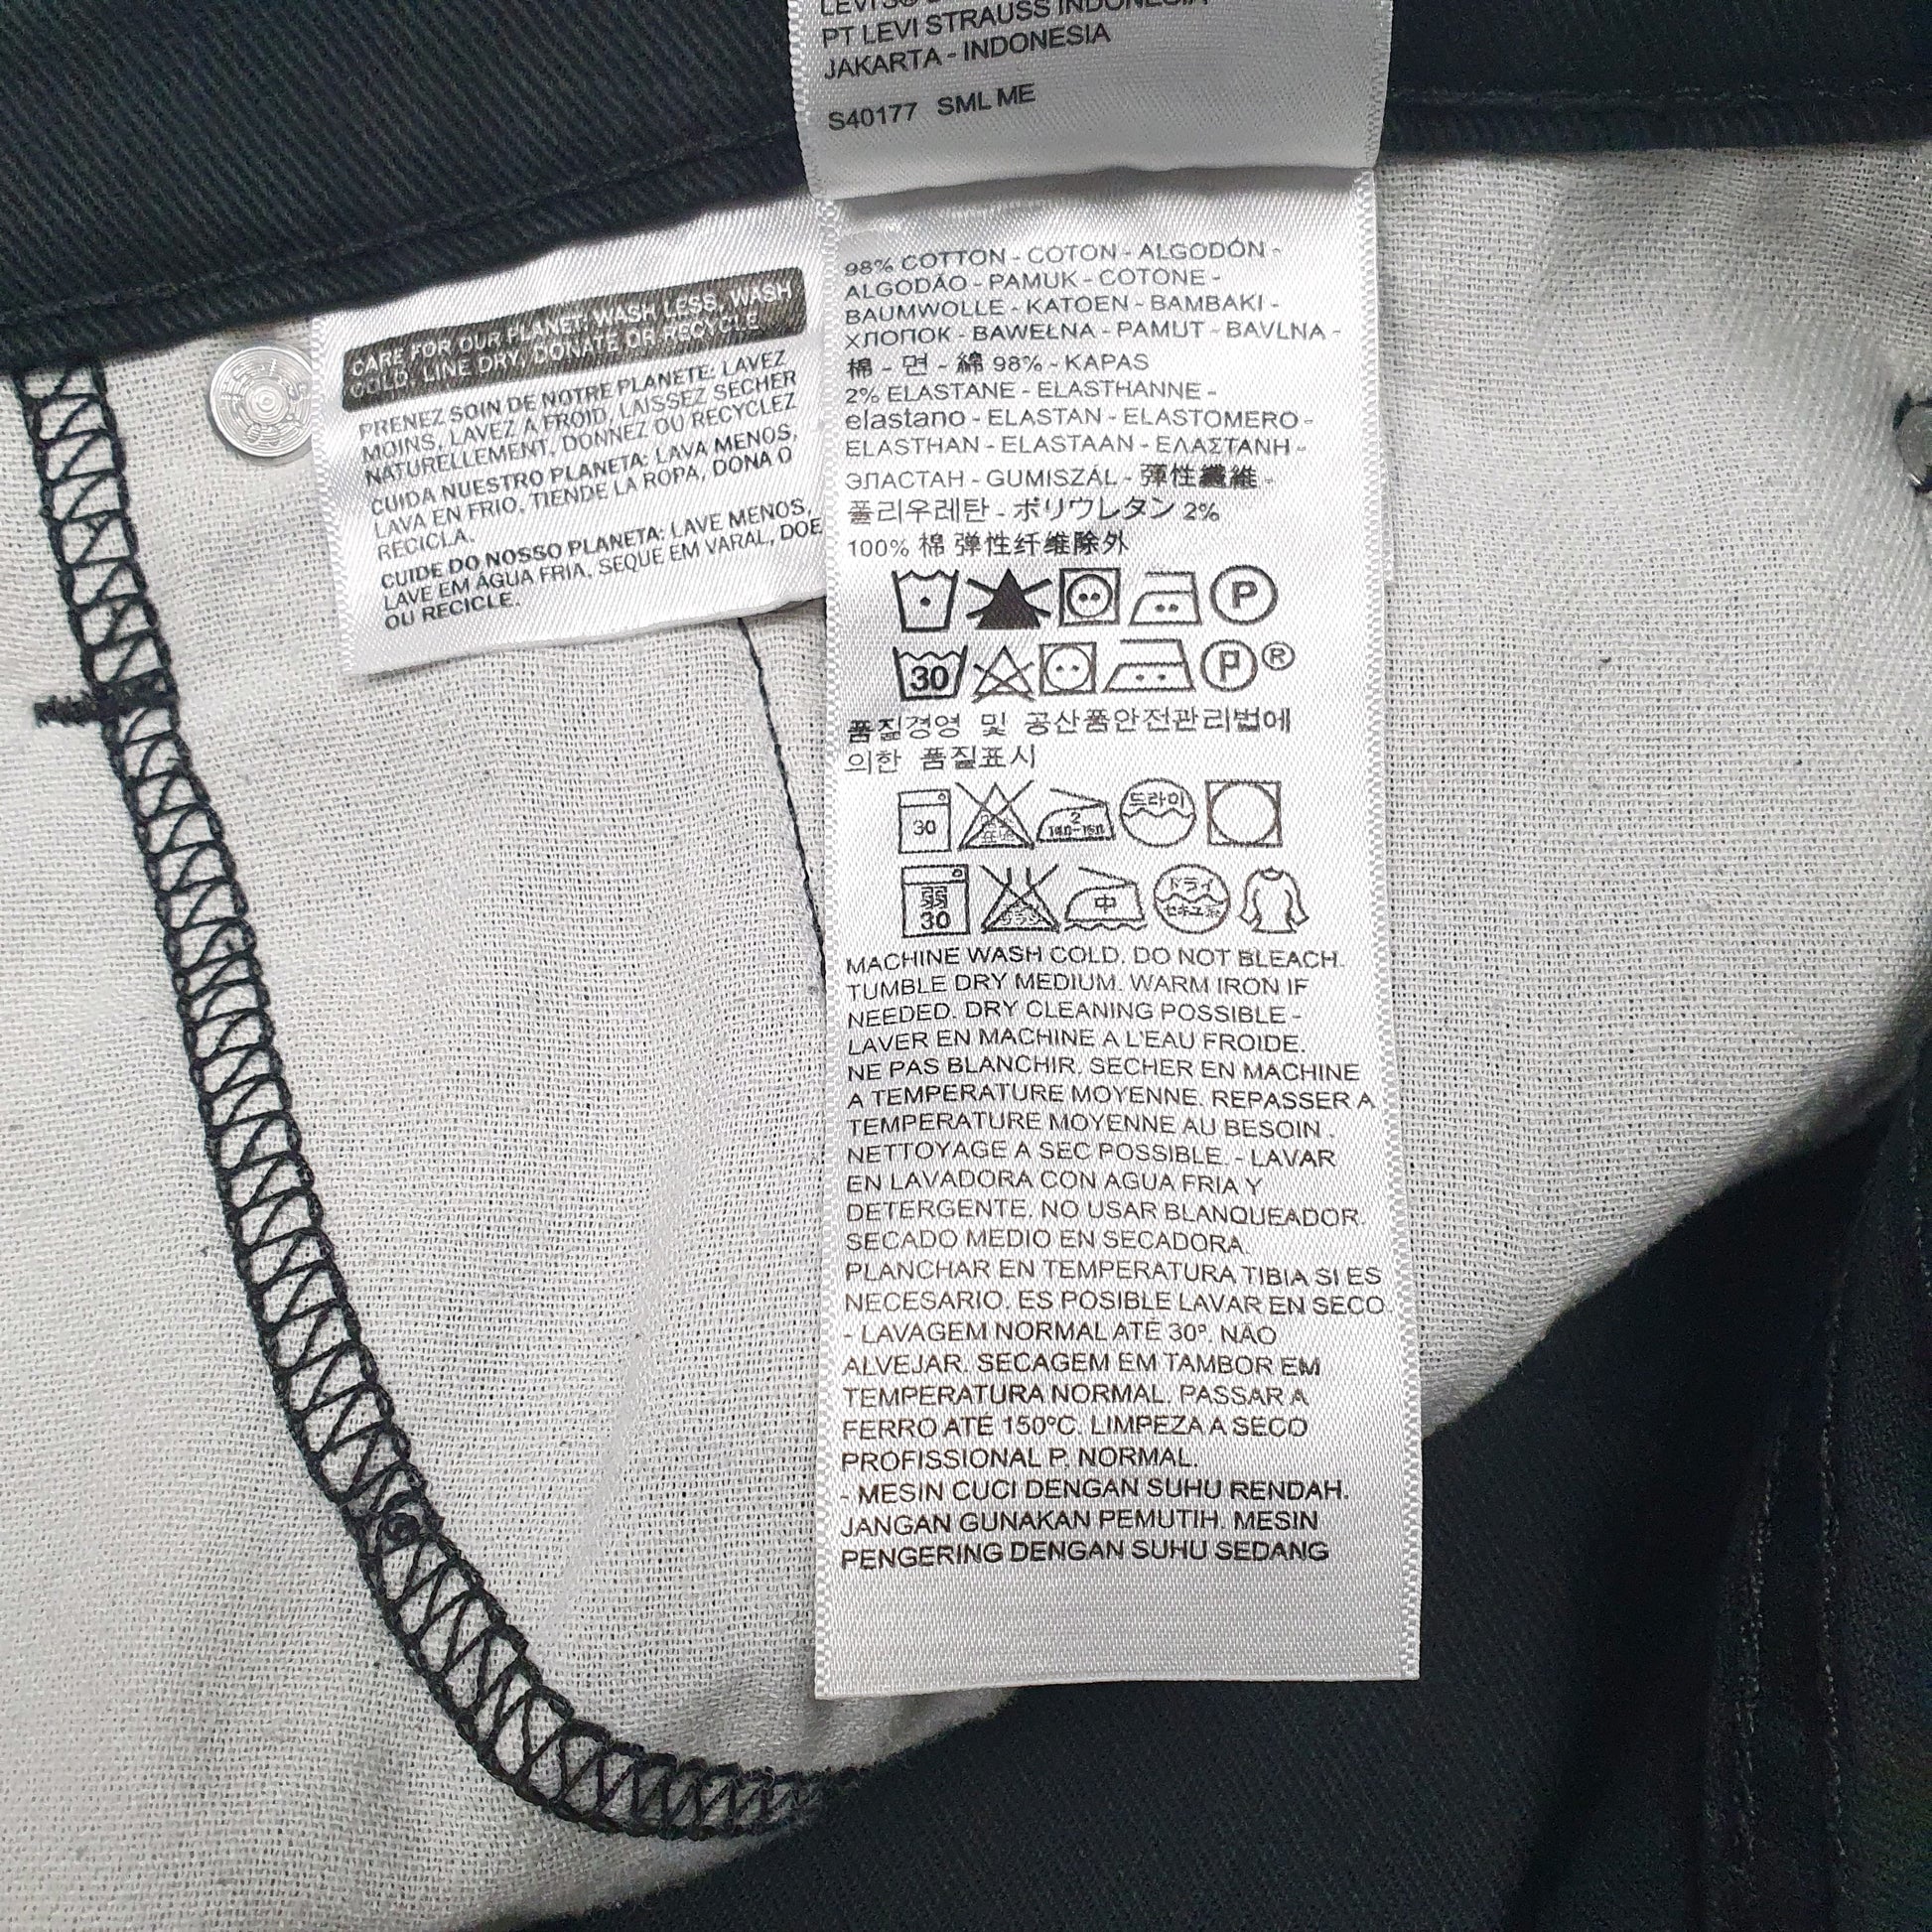 PT LEVI STRAUSS INDONESIA
JAKARTA - INDONESIA
S40177 SML ME
CARE FOR OUR PLANET: WASH LESS, WASH
COLD, LINE DRY, DONATE OR RECYCLE.
PRENEZ SOIN DE NOTRE PLANETE: LAVEZ
MOINS, LAVEZ A FROID, LAISSEZ SECHER
NATURELLEMENT, DONNEZ OU RECYCLEZ
CUIDA NUESTRO PLANETA: LAVA MENOS,
LAVA EN FRIO, TIENDE LA ROPA, DONA O
RECICLA.
CUIDE DO NOSSO PLANETA: LAVE MENOS,
LAVE EM ÁGUA FRIA, SEQUE EM VARAL, DOE
OU RECICLE.
98% COTTON - COTON - ALGODÓN -
ALGODÃO - PAMUK - COTONE -
BAUMWOLLE - KATOEN - BAMBAKI -
ХЛОПОК - BAWEŁNA - PAMUT - BAVLNA -
棉 - 면 - 綿 98% - KAPAS
2% ELASTANE - ELASTHANNE -
elastano - ELASTAN - ELASTOMERO -
ELASTHAN - ELASTAAN - ΕΛΑΣΤΑΝΗ -
ЭЛАСТАН - GUMISZÁL - 彈性纖維 -
폴리우레탄 - ポリウレタン 2%
100% 棉 弹性纤维除外
P
30 P ®
품질경영 및 공산품안전관리법에
의한 품질표시
30 2 140-160 드라이
弱 30 中 ドライ セキユ系
MACHINE WASH COLD. DO NOT BLEACH.
TUMBLE DRY MEDIUM. WARM IRON IF
NEEDED. DRY CLEANING POSSIBLE -
LAVER EN MACHINE A L'EAU FROIDE.
NE PAS BLANCHIR. SECHER EN MACHINE
A TEMPERATURE MOYENNE. REPASSER A
TEMPERATURE MOYENNE AU BESOIN .
NETTOYAGE A SEC POSSIBLE. - LAVAR
EN LAVADORA CON AGUA FRIA Y
DETERGENTE. NO USAR BLANQUEADOR.
SECADO MEDIO EN SECADORA.
PLANCHAR EN TEMPERATURA TIBIA SI ES
NECESARIO. ES POSIBLE LAVAR EN SECO.
- LAVAGEM NORMAL ATÉ 30°. NÃO
ALVEJAR. SECAGEM EM TAMBOR EM
TEMPERATURA NORMAL. PASSAR A
FERRO ATÉ 150°C. LIMPEZA A SECO
PROFISSIONAL P. NORMAL.
- MESIN CUCI DENGAN SUHU RENDAH.
JANGAN GUNAKAN PEMUTIH. MESIN
PENGERING DENGAN SUHU SEDANG